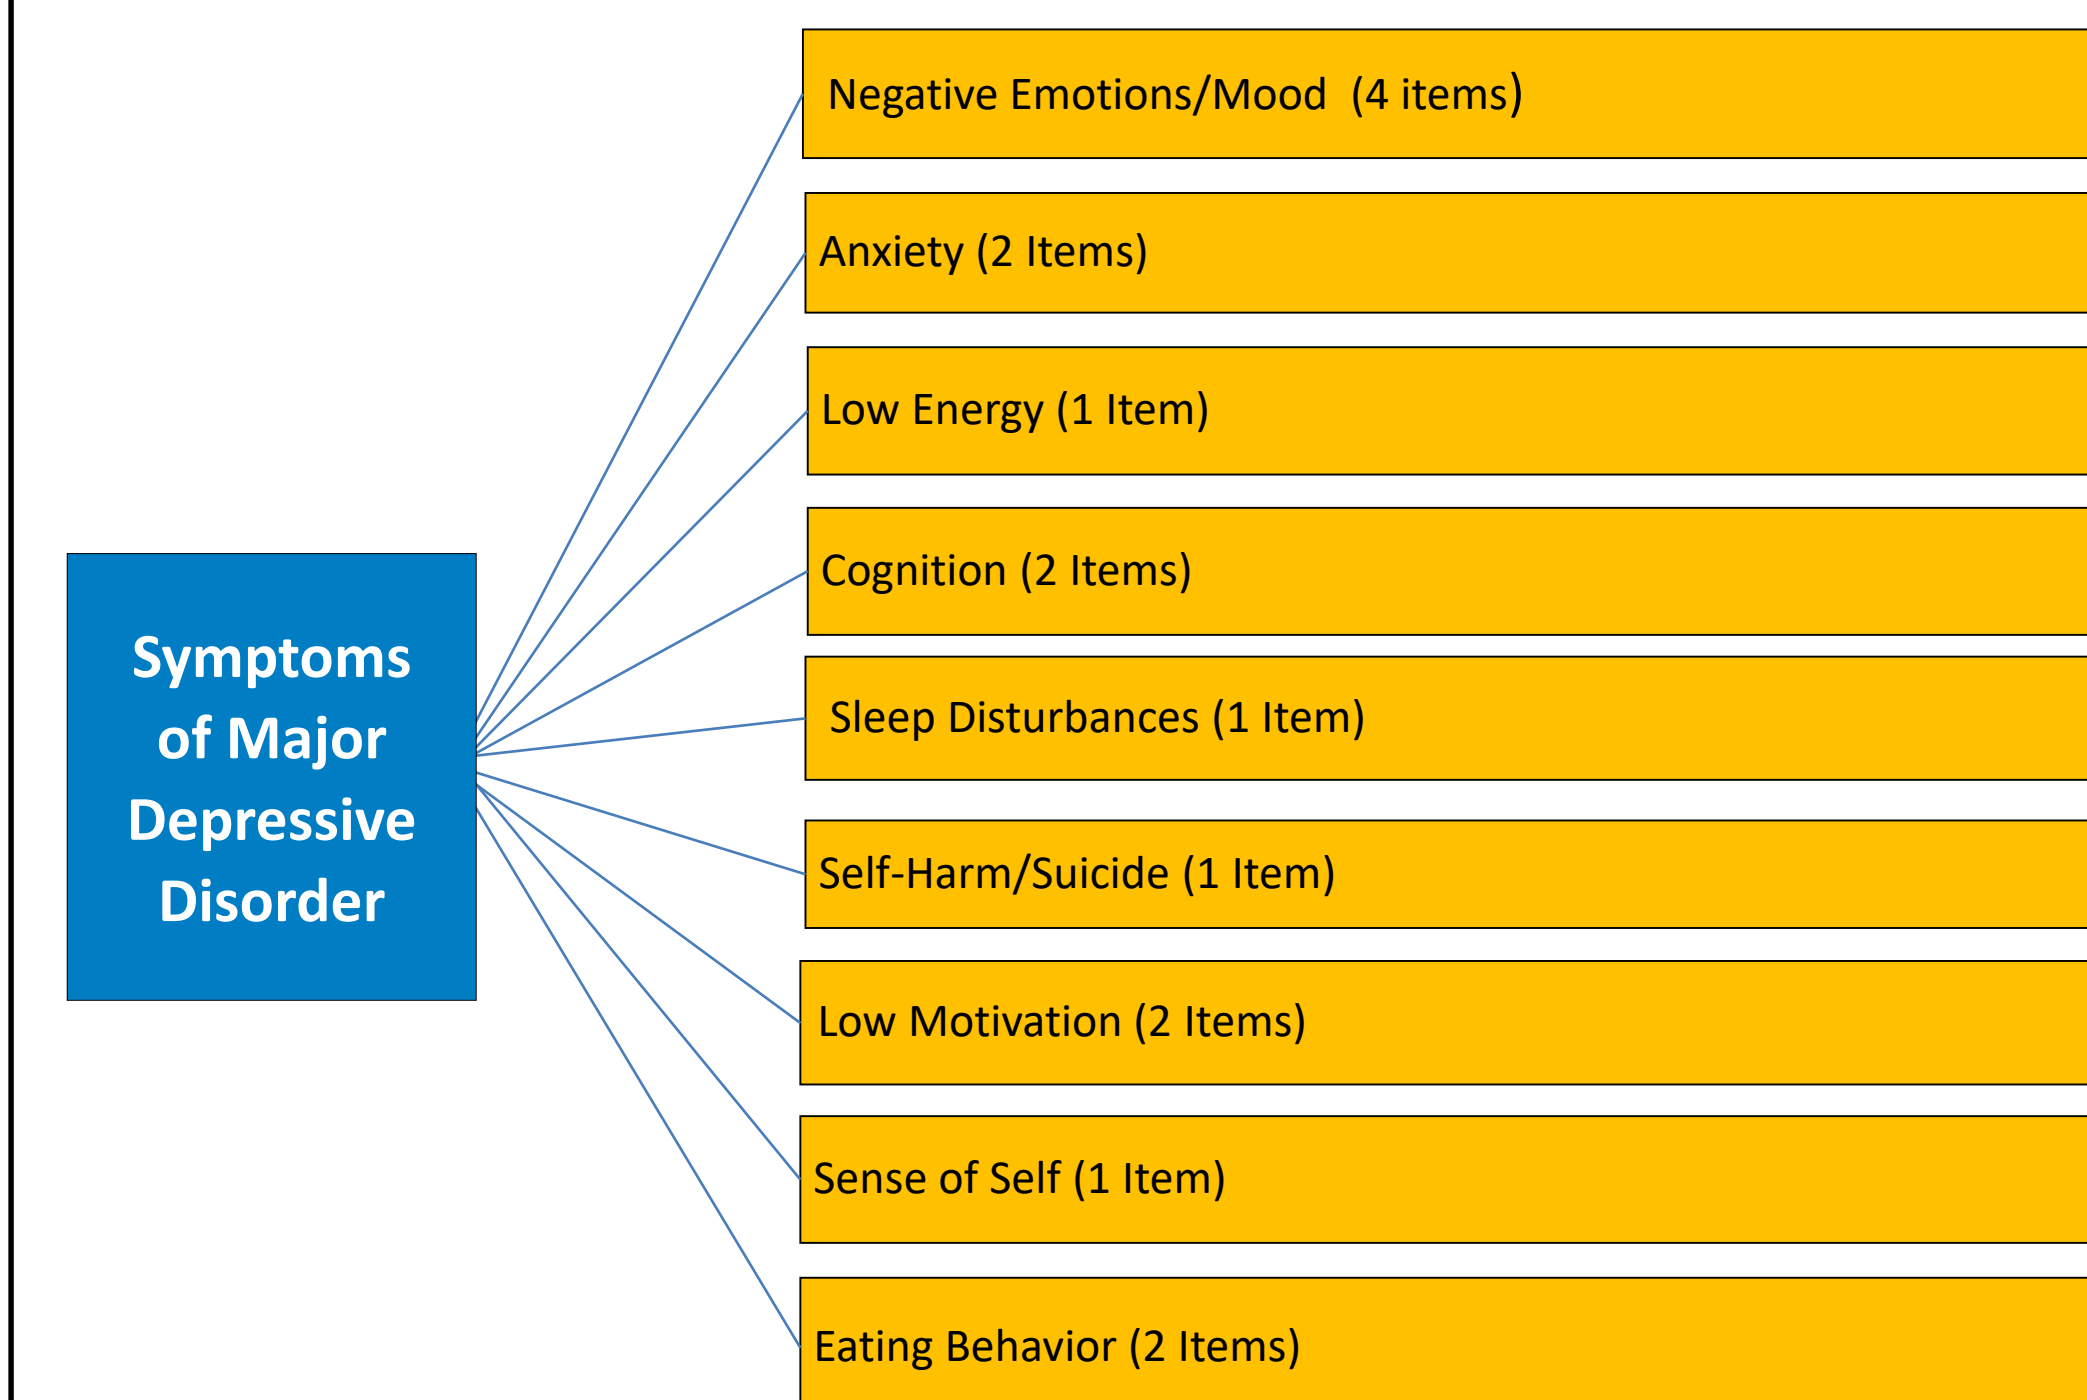 Symptoms
of Major
Depressive
Disorder
Negative Emotions/Mood (4 items)
Anxiety (2 Items)
Low Energy (1 Item)
Cognition (2 Items)
Sleep Disturbances (1 Item)
Self-Harm/Suicide (1 Item)
Low Motivation (2 Items)
Sense of Self (1 Item)
Eating Behavior (2 Items)